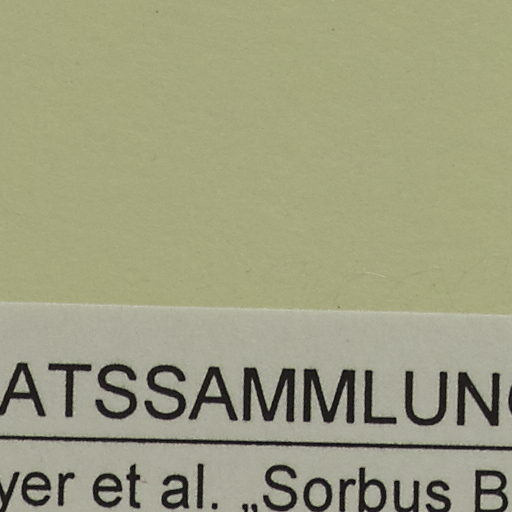 ATSSAMMLUN
yer et al. „Sorbus B